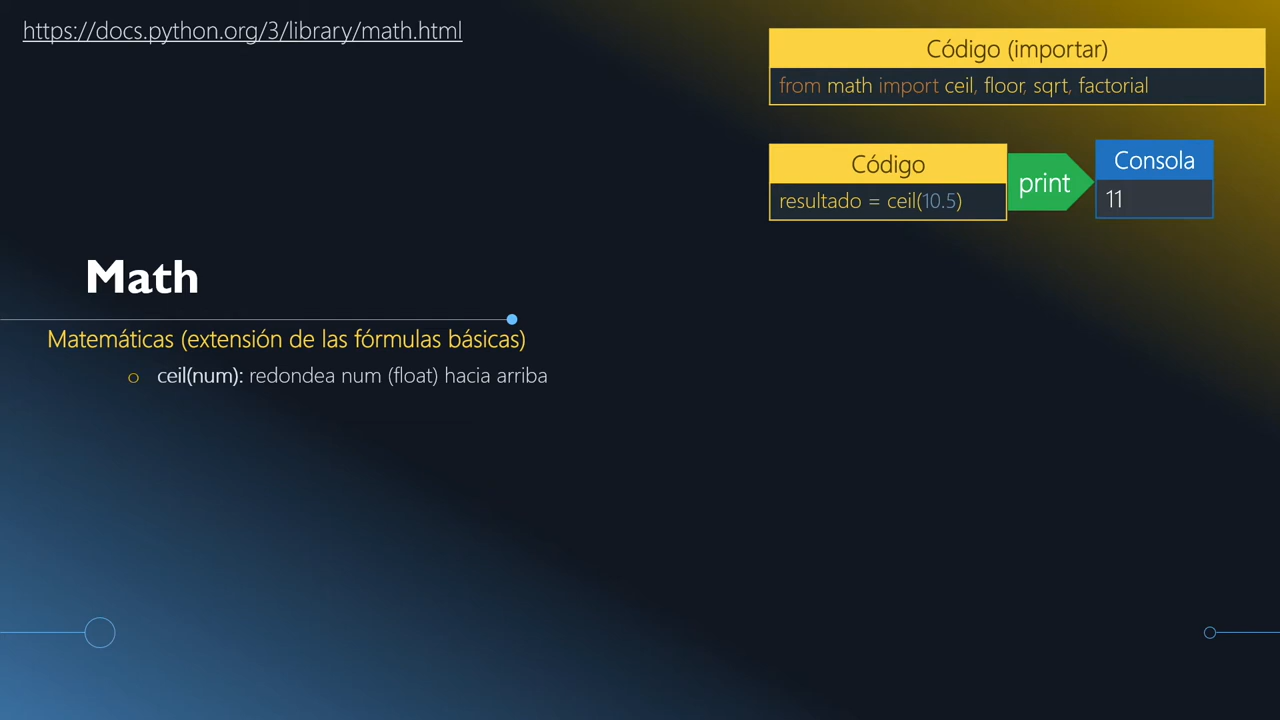 https://docs.python.org/3/library/math.html
Código (importar)
from math import ceil, floor, sqrt, factorial
Código
resultado = ceil(10.5)
print
Consola
11
Math
Matemáticas (extensión de las fórmulas básicas)
o ceil(num): redondea num (float) hacia arriba